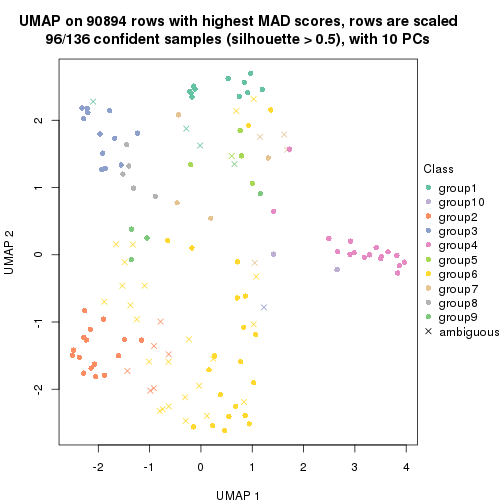 UMAP on 90894 rows with highest MAD scores, rows are scaled
96/136 confident samples (silhouette > 0.5), with 10 PCs
UMAP 2
2
1
0
-1
-2
-2
-1
0
1
2
3
4
UMAP 1
Class
group1
group10
group2
group3
group4
group5
group6
group7
group8
group9
ambiguous